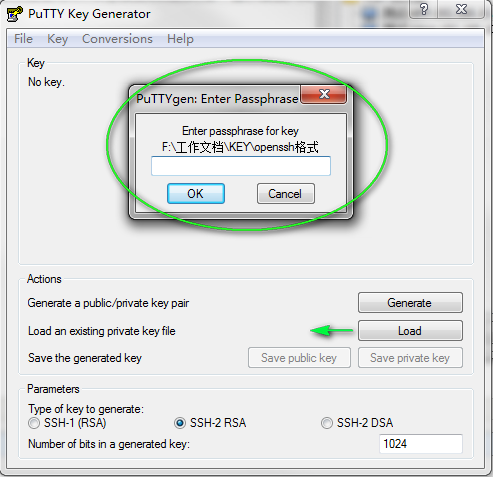 PuTTY Key Generator
?
File Key Conversions Help
Key
No key.
PuTTYgen: Enter Passphrase
Enter passphrase for key
F:\工作文档\KEY\openssh格式
OK Cancel
Actions
Generate a public/private key pair
Generate
Load an existing private key file
Load
Save the generated key
Save public key Save private key
Parameters
Type of key to generate:
SSH-1 (RSA) SSH-2 RSA SSH-2 DSA
Number of bits in a generated key:
1024